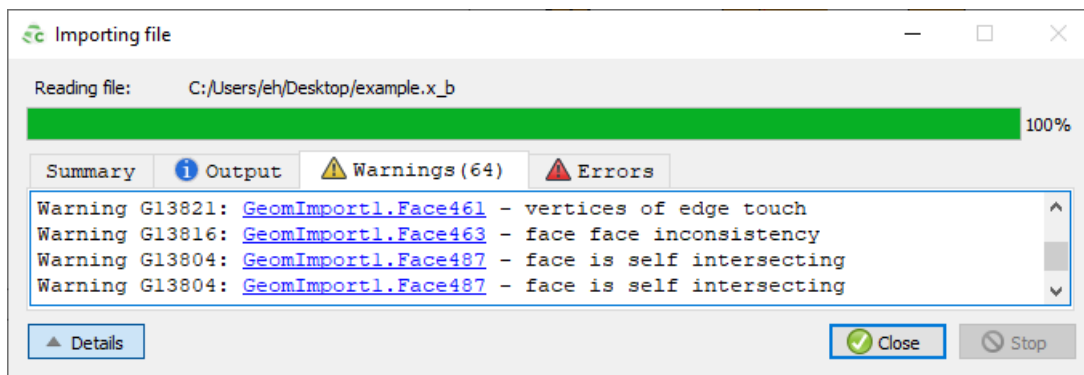 Importing file
Reading file: C:/Users/eh/Desktop/example.x_b
100%
Summary Output Warnings(64) Errors
Warning G13821: GeomImport1.Face461 - vertices of edge touch
Warning G13816: GeomImport1.Face463 - face face inconsistency
Warning G13804: GeomImport1.Face487 - face is self intersecting
Warning G13804: GeomImport1.Face487 - face is self intersecting
Details Close Stop